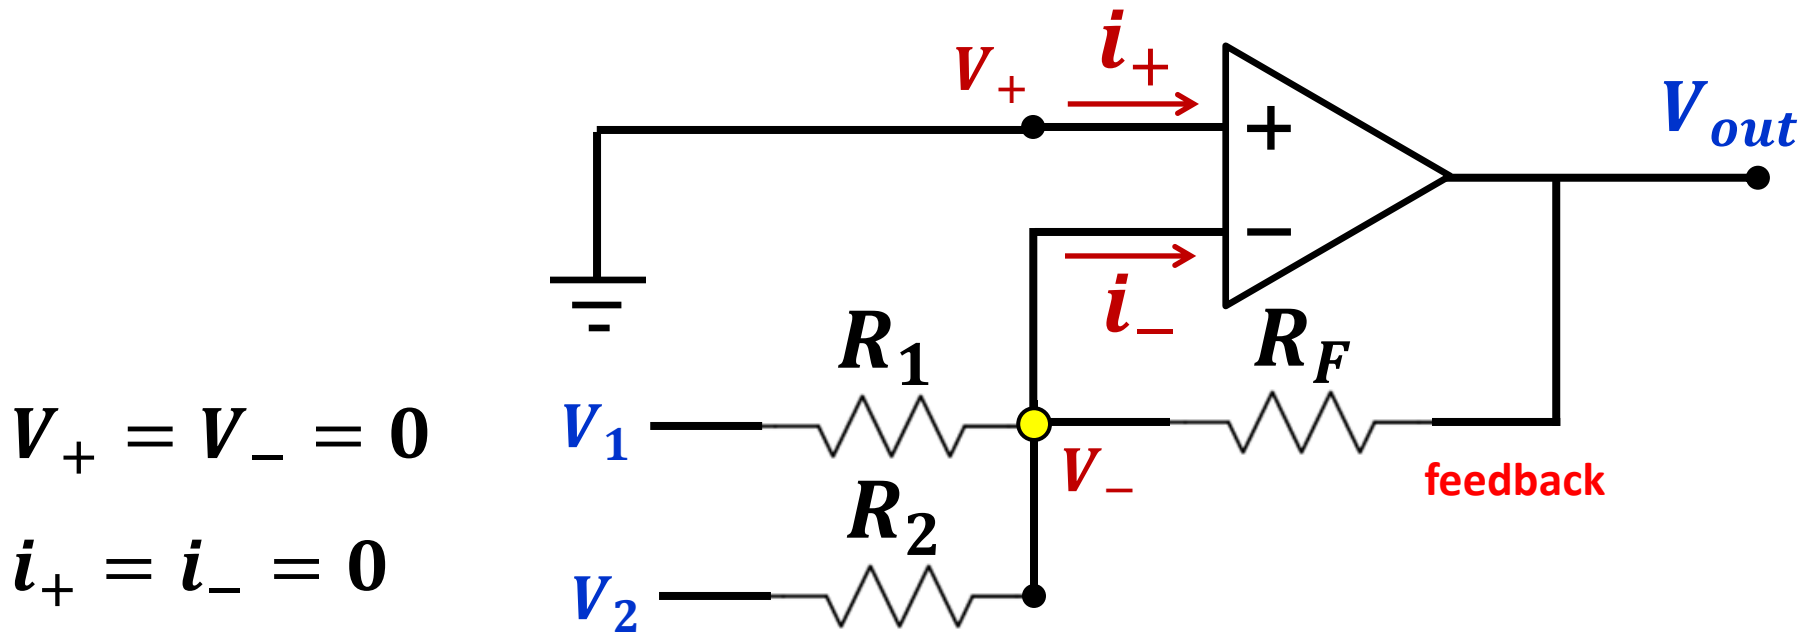 i₊
V₊
V_out
+
−
i₋
R₁
R_F
V₁
V₊ = V₋ = 0
V₋
feedback
R₂
i₊ = i₋ = 0
V₂